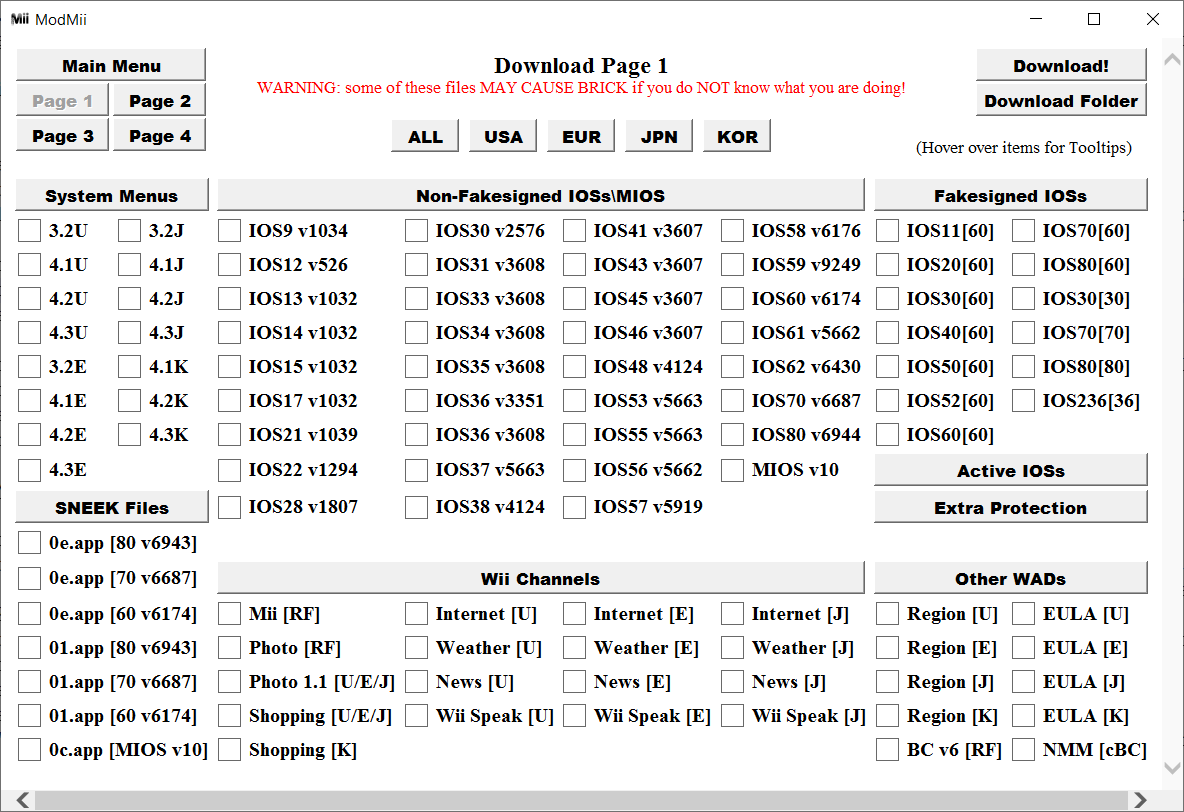 Mii ModMii
Main Menu
Page 1 Page 2
Page 3 Page 4
Download Page 1
WARNING: some of these files MAY CAUSE BRICK if you do NOT know what you are doing!
ALL USA EUR JPN KOR
Download!
Download Folder
(Hover over items for Tooltips)
System Menus
3.2U 3.2J
4.1U 4.1J
4.2U 4.2J
4.3U 4.3J
3.2E 4.1K
4.1E 4.2K
4.2E 4.3K
4.3E
SNEEK Files
0e.app [80 v6943]
0e.app [70 v6687]
0e.app [60 v6174]
01.app [80 v6943]
01.app [70 v6687]
01.app [60 v6174]
0c.app [MIOS v10]
Non-Fakesigned IOSs\MIOS
IOS9 v1034 IOS30 v2576 IOS41 v3607 IOS58 v6176
IOS12 v526 IOS31 v3608 IOS43 v3607 IOS59 v9249
IOS13 v1032 IOS33 v3608 IOS45 v3607 IOS60 v6174
IOS14 v1032 IOS34 v3608 IOS46 v3607 IOS61 v5662
IOS15 v1032 IOS35 v3608 IOS48 v4124 IOS62 v6430
IOS17 v1032 IOS36 v3351 IOS53 v5663 IOS70 v6687
IOS21 v1039 IOS36 v3608 IOS55 v5663 IOS80 v6944
IOS22 v1294 IOS37 v5663 IOS56 v5662 MIOS v10
IOS28 v1807 IOS38 v4124 IOS57 v5919
Wii Channels
Mii [RF] Internet [U] Internet [E] Internet [J]
Photo [RF] Weather [U] Weather [E] Weather [J]
Photo 1.1 [U/E/J] News [U] News [E] News [J]
Shopping [U/E/J] Wii Speak [U] Wii Speak [E] Wii Speak [J]
Shopping [K]
Fakesigned IOSs
IOS11[60] IOS70[60]
IOS20[60] IOS80[60]
IOS30[60] IOS30[30]
IOS40[60] IOS70[70]
IOS50[60] IOS80[80]
IOS52[60] IOS236[36]
IOS60[60]
Active IOSs
Extra Protection
Other WADs
Region [U] EULA [U]
Region [E] EULA [E]
Region [J] EULA [J]
Region [K] EULA [K]
BC v6 [RF] NMM [cBC]